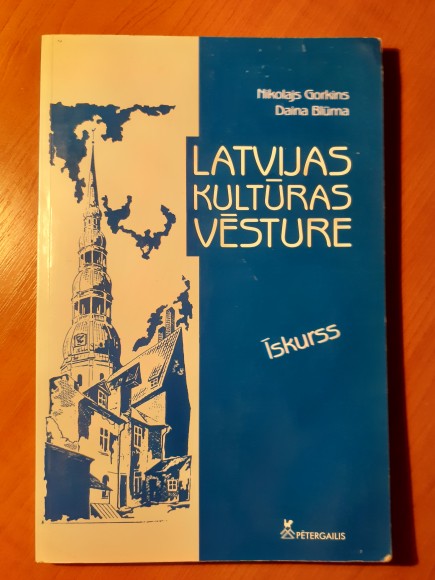 Nikolajs Gorkins
Daina Blūma
LATVIJAS
KULTŪRAS
VĒSTURE
Īskurss
PĒTERGAILIS